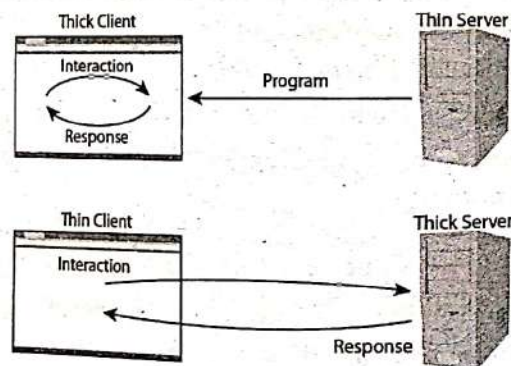 Thick Client
Thin Server
Interaction
Program
Response
Thin Client
Thick Server
Interaction
Response